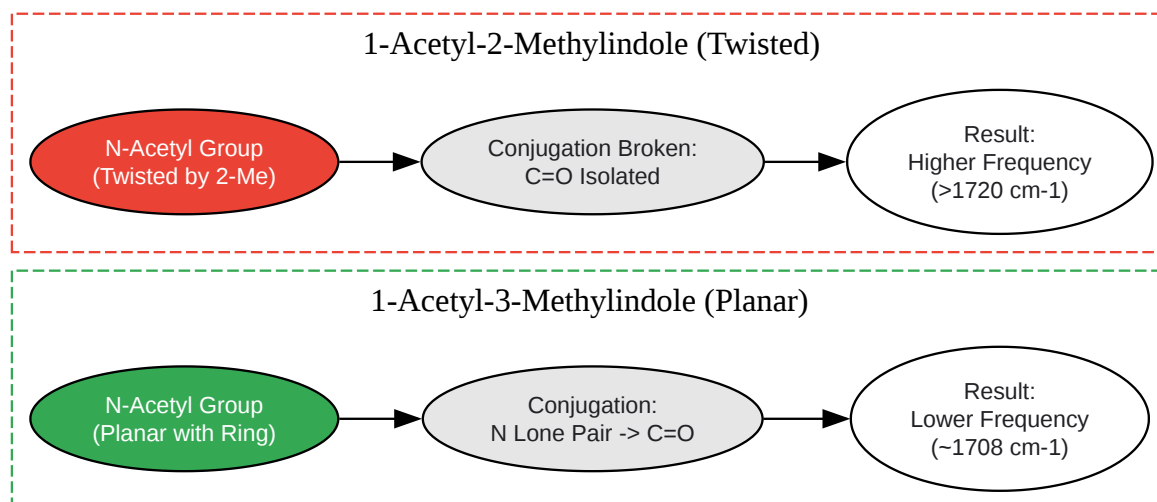 1-Acetyl-2-Methylindole (Twisted)
N-Acetyl Group
(Twisted by 2-Me)
Conjugation Broken:
C=O Isolated
Result:
Higher Frequency
(>1720 cm-1)
1-Acetyl-3-Methylindole (Planar)
N-Acetyl Group
(Planar with Ring)
Conjugation:
N Lone Pair -> C=O
Result:
Lower Frequency
(~1708 cm-1)